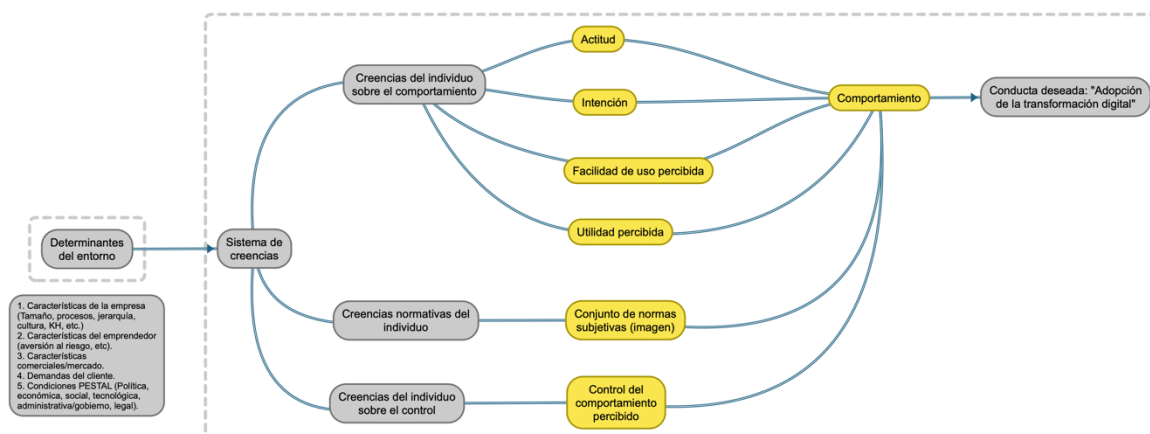 Actitud
Creencias del individuo
sobre el comportamiento
Intención
Comportamiento
Conducta deseada: "Adopción
de la transformación digital"
Facilidad de uso percibida
Utilidad percibida
Determinantes
del entorno
Sistema de
creencias
1. Características de la empresa
(Tamaño, procesos, jerarquía,
cultura, KH, etc.)
2. Características del emprendedor
(aversión al riesgo, etc).
3. Características
comerciales/mercado.
4. Demandas del cliente.
5. Condiciones PESTAL (Política,
económica, social, tecnológica,
administrativa/gobierno, legal).
Creencias normativas del
individuo
Conjunto de normas
subjetivas (imagen)
Creencias del individuo
sobre el control
Control del
comportamiento
percibido